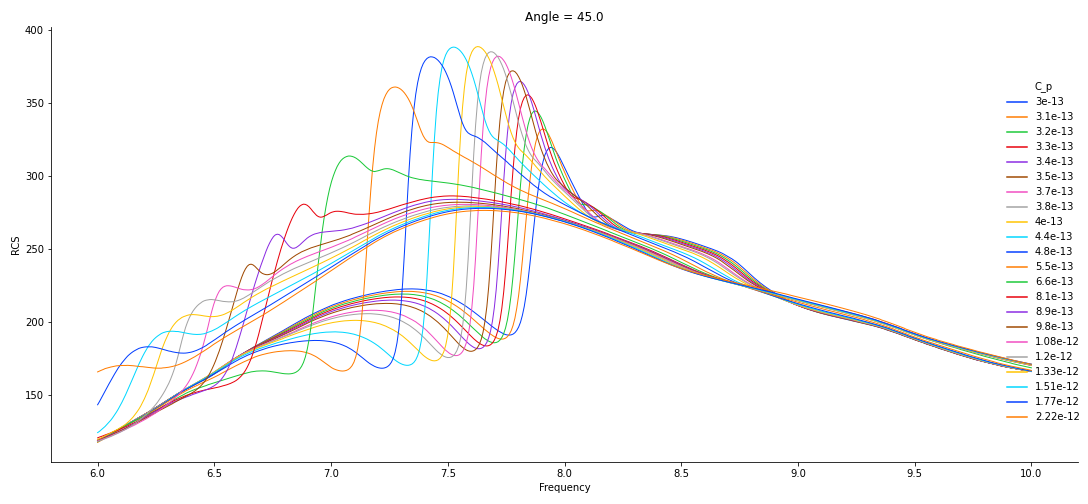 Angle = 45.0
400
350
300
250
200
150
RCS
6.0 6.5 7.0 7.5 8.0 8.5 9.0 9.5 10.0
Frequency
C_p
3e-13
3.1e-13
3.2e-13
3.3e-13
3.4e-13
3.5e-13
3.7e-13
3.8e-13
4e-13
4.4e-13
4.8e-13
5.5e-13
6.6e-13
8.1e-13
8.9e-13
9.8e-13
1.08e-12
1.2e-12
1.33e-12
1.51e-12
1.77e-12
2.22e-12